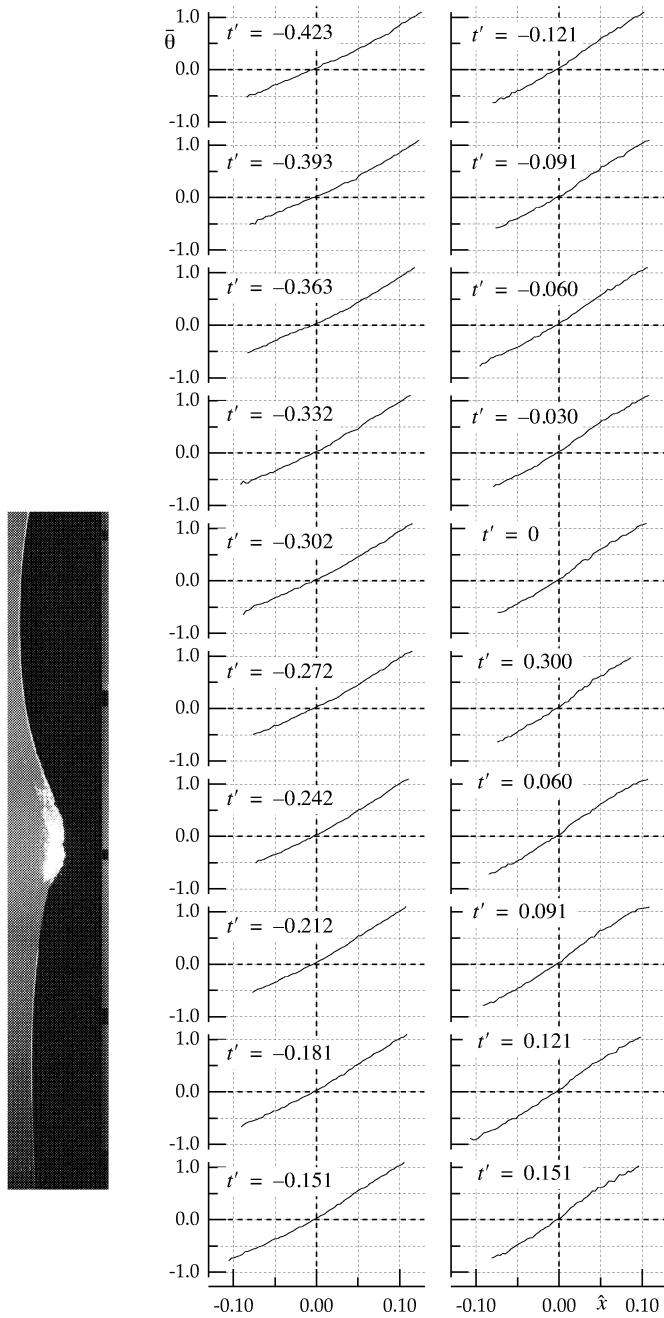 1.0
θ̄ t′ = –0.423 t′ = –0.121
0.0
-1.0
1.0
t′ = –0.393 t′ = –0.091
0.0
-1.0
1.0
t′ = –0.363 t′ = –0.060
0.0
-1.0
1.0
t′ = –0.332 t′ = –0.030
0.0
-1.0
1.0
t′ = –0.302 t′ = 0
0.0
-1.0
1.0
t′ = –0.272 t′ = 0.300
0.0
-1.0
1.0
t′ = –0.242 t′ = 0.060
0.0
-1.0
1.0
t′ = –0.212 t′ = 0.091
0.0
-1.0
1.0
t′ = –0.181 t′ = 0.121
0.0
-1.0
1.0
t′ = –0.151 t′ = 0.151
0.0
-1.0
-0.10 0.00 0.10 -0.10 0.00 x̂ 0.10